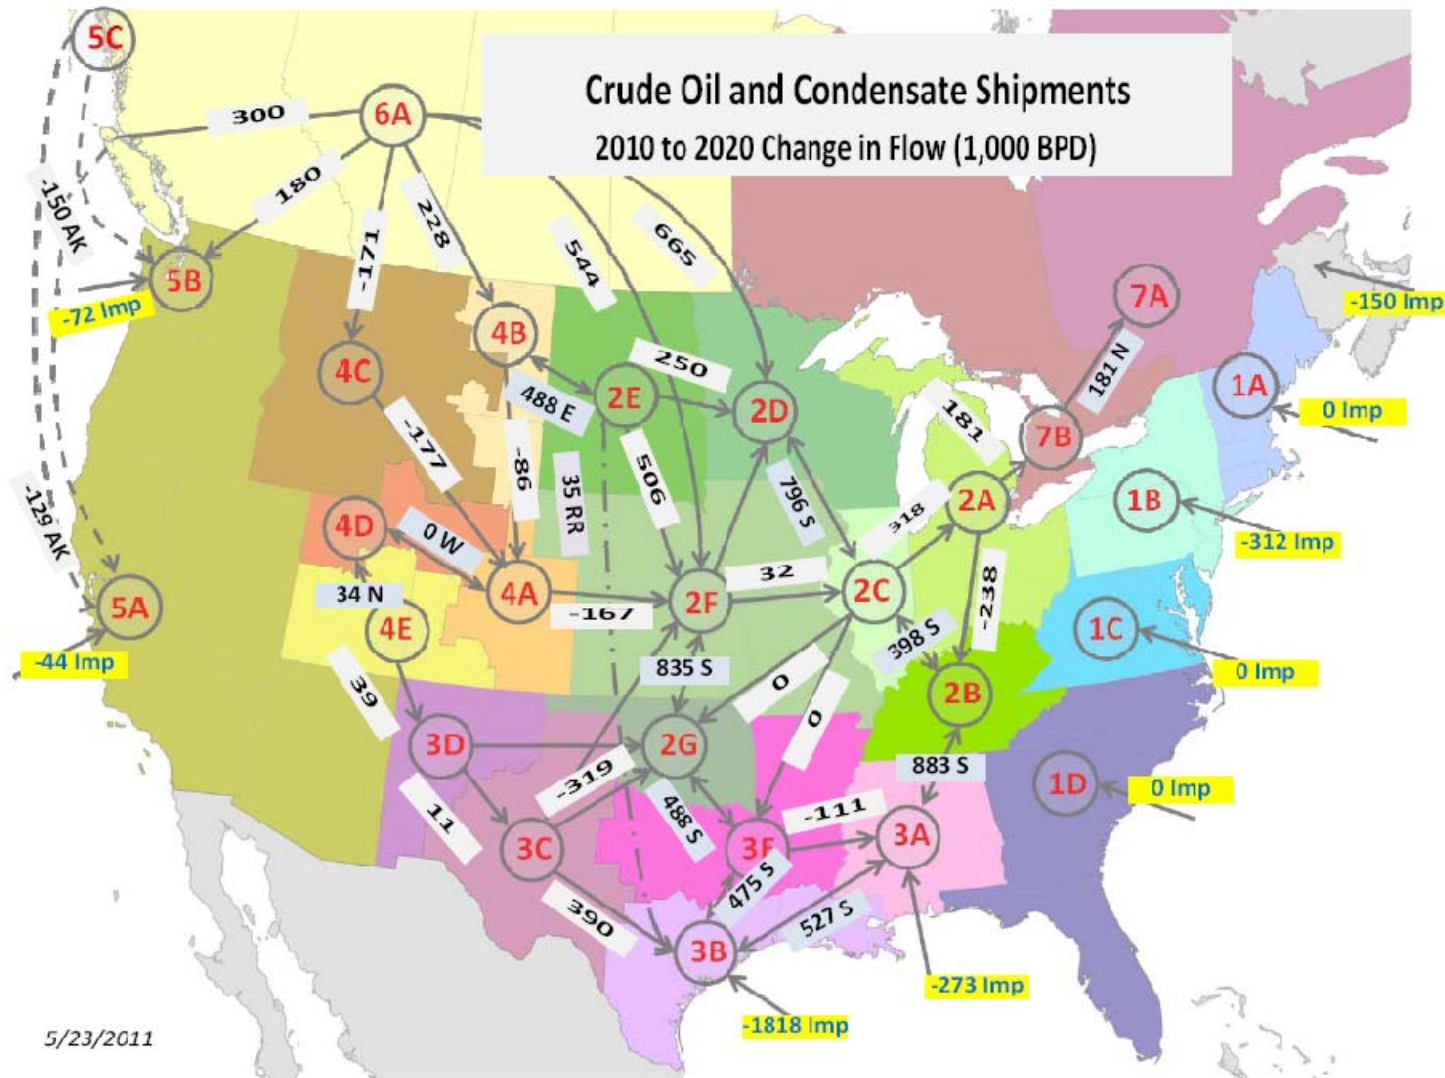 5C
Crude Oil and Condensate Shipments
2010 to 2020 Change in Flow (1,000 BPD)
6A
300
180
-171
228
544
665
-150 AK
5B
-72 Imp
4B
7A
-150 Imp
4C
250
2E
488 E
2D
181 N
1A
0 Imp
181
7B
-177
-86
506
35 RR
796 S
318
2A
1B
-312 Imp
-129 AK
4D
0 W
34 N
4E
4A
-167
2F
32
2C
-238
398 S
5A
-44 Imp
1C
0 Imp
39
835 S
0
0
2B
3D
2G
883 S
1D
0 Imp
-319
11
488 S
-111
3C
3F
3A
475 S
390
527 S
3B
-273 Imp
-1818 Imp
5/23/2011